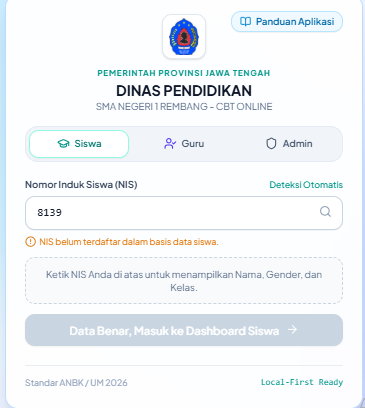 Panduan Aplikasi
PEMERINTAH PROVINSI JAWA TENGAH
DINAS PENDIDIKAN
SMA NEGERI 1 REMBANG - CBT ONLINE
Siswa
Guru
Admin
Nomor Induk Siswa (NIS)
Deteksi Otomatis
8139
NIS belum terdaftar dalam basis data siswa.
Ketik NIS Anda di atas untuk menampilkan Nama, Gender, dan
Kelas.
Data Benar, Masuk ke Dashboard Siswa →
Standar ANBK / UM 2026
Local-First Ready